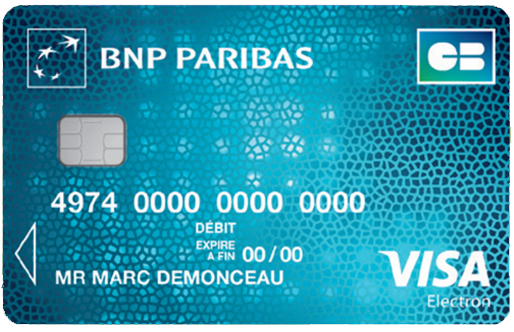 BNP PARIBAS
CB
4974 0000 0000 0000
DÉBIT
EXPIRE
A FIN 00/00
MR MARC DEMONCEAU
VISA
Electron